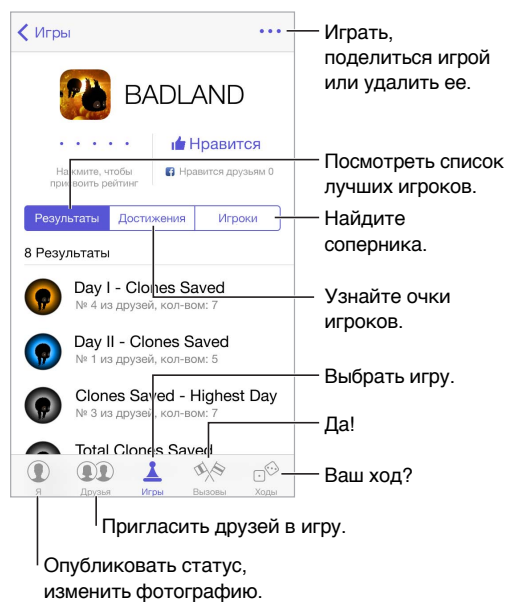 Игры
BADLAND
Нравится
Нажмите, чтобы
присвоить рейтинг
Нравится друзьям 0
Результаты Достижения Игроки
8 Результаты
Day I - Clones Saved
№ 4 из друзей, кол-вом: 7
Day II - Clones Saved
№ 1 из друзей, кол-вом: 5
Clones Saved - Highest Day
№ 3 из друзей, кол-вом: 7
Total Clones Saved
Я Друзья Игры Вызовы Ходы
Играть,
поделиться игрой
или удалить ее.
Посмотреть список
лучших игроков.
Найдите
соперника.
Узнайте очки
игроков.
Выбрать игру.
Да!
Ваш ход?
Пригласить друзей в игру.
Опубликовать статус,
изменить фотографию.